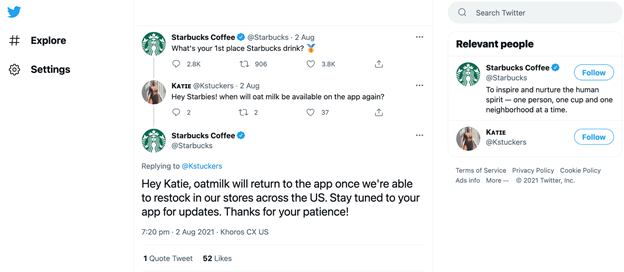 Search Twitter
Explore
Settings
Starbucks Coffee @Starbucks · 2 Aug
What's your 1st place Starbucks drink? 🏅
2.8K 906 3.8K
Kᴀᴛɪᴇ @Kstuckers · 2 Aug
Hey Starbies! when will oat milk be available on the app again?
2 2 37
Starbucks Coffee
@Starbucks
Replying to @Kstuckers
Hey Katie, oatmilk will return to the app once we're able
to restock in our stores across the US. Stay tuned to your
app for updates. Thanks for your patience!
7:20 pm · 2 Aug 2021 · Khoros CX US
1 Quote Tweet 52 Likes
Relevant people
Starbucks Coffee
@Starbucks
Follow
To inspire and nurture the human
spirit — one person, one cup and one
neighborhood at a time.
Kᴀᴛɪᴇ
@Kstuckers
Follow
Terms of Service Privacy Policy Cookie Policy
Ads info More ··· © 2021 Twitter, Inc.